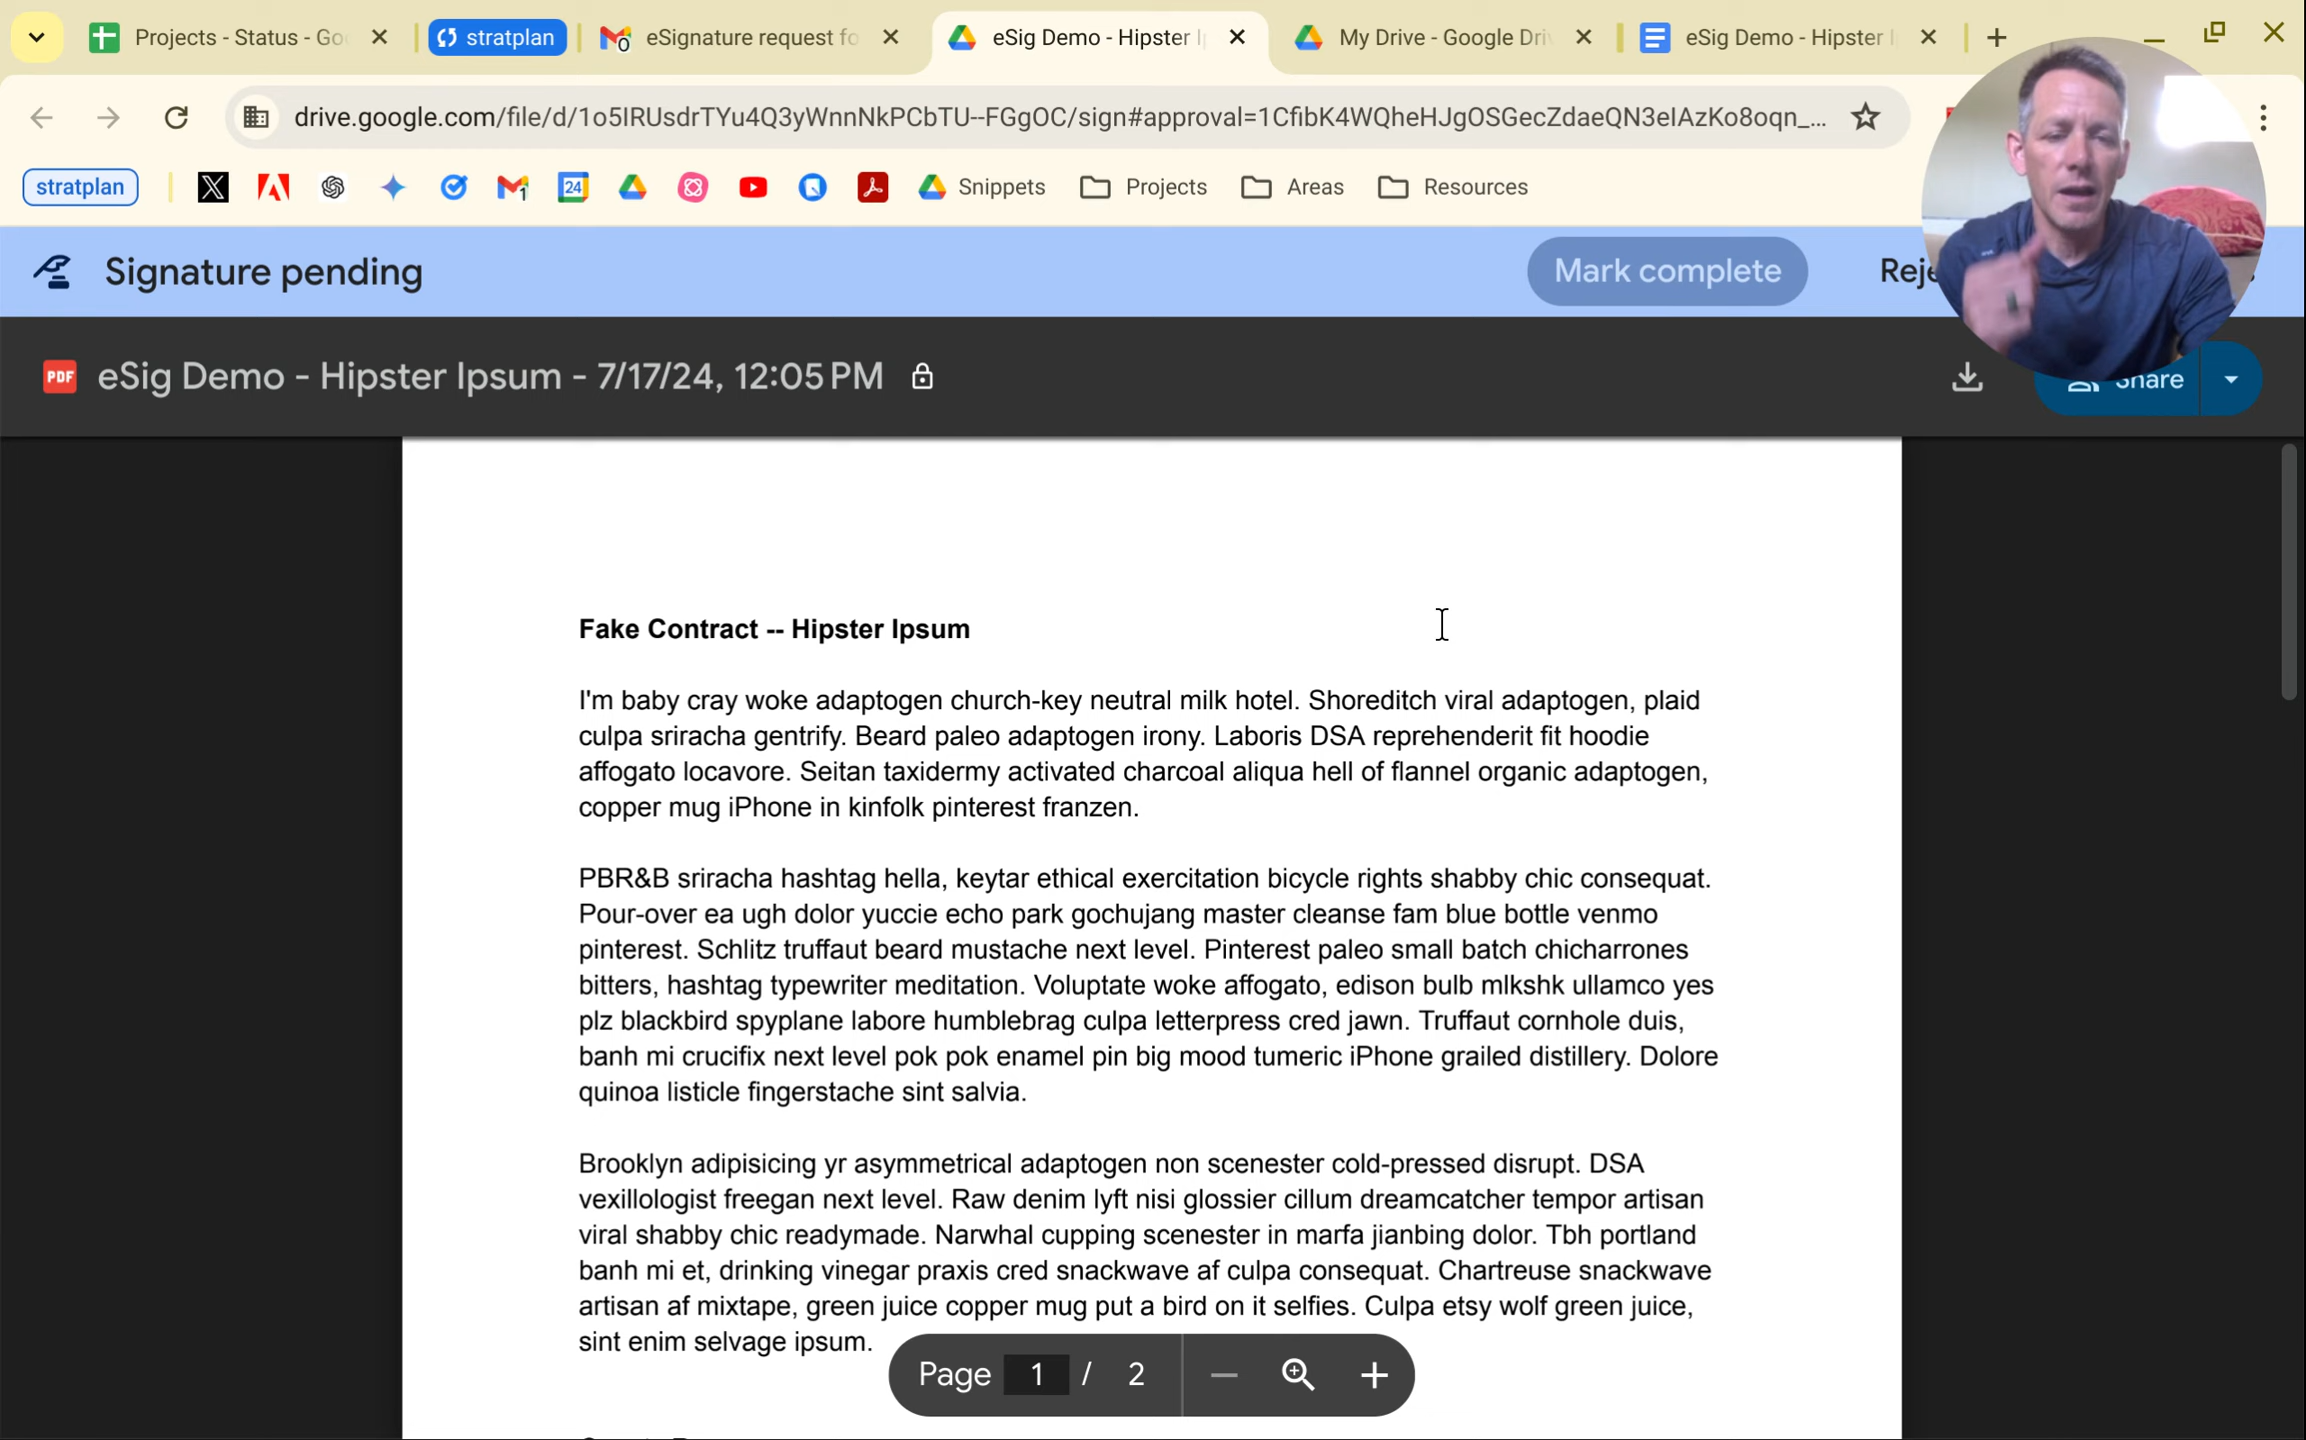 Projects - Status - Go
stratplan
eSignature request fo
eSig Demo - Hipster I
My Drive - Google Dri
eSig Demo - Hipster I
drive.google.com/file/d/1o5IRUsdrTYu4Q3yWnnNkPCbTU--FGgOC/sign#approval=1CfibK4WQheHJgOSGecZdaeQN3eIAzKo8oqn_...
stratplan
24
1
Snippets
Projects
Areas
Resources
Signature pending
Mark complete
Reje
PDF
eSig Demo - Hipster Ipsum - 7/17/24, 12:05 PM
Share
Fake Contract -- Hipster Ipsum
I'm baby cray woke adaptogen church-key neutral milk hotel. Shoreditch viral adaptogen, plaid
culpa sriracha gentrify. Beard paleo adaptogen irony. Laboris DSA reprehenderit fit hoodie
affogato locavore. Seitan taxidermy activated charcoal aliqua hell of flannel organic adaptogen,
copper mug iPhone in kinfolk pinterest franzen.
PBR&B sriracha hashtag hella, keytar ethical exercitation bicycle rights shabby chic consequat.
Pour-over ea ugh dolor yuccie echo park gochujang master cleanse fam blue bottle venmo
pinterest. Schlitz truffaut beard mustache next level. Pinterest paleo small batch chicharrones
bitters, hashtag typewriter meditation. Voluptate woke affogato, edison bulb mlkshk ullamco yes
plz blackbird spyplane labore humblebrag culpa letterpress cred jawn. Truffaut cornhole duis,
banh mi crucifix next level pok pok enamel pin big mood tumeric iPhone grailed distillery. Dolore
quinoa listicle fingerstache sint salvia.
Brooklyn adipisicing yr asymmetrical adaptogen non scenester cold-pressed disrupt. DSA
vexillologist freegan next level. Raw denim lyft nisi glossier cillum dreamcatcher tempor artisan
viral shabby chic readymade. Narwhal cupping scenester in marfa jianbing dolor. Tbh portland
banh mi et, drinking vinegar praxis cred snackwave af culpa consequat. Chartreuse snackwave
artisan af mixtape, green juice copper mug put a bird on it selfies. Culpa etsy wolf green juice,
sint enim selvage ipsum.
Page 1 / 2